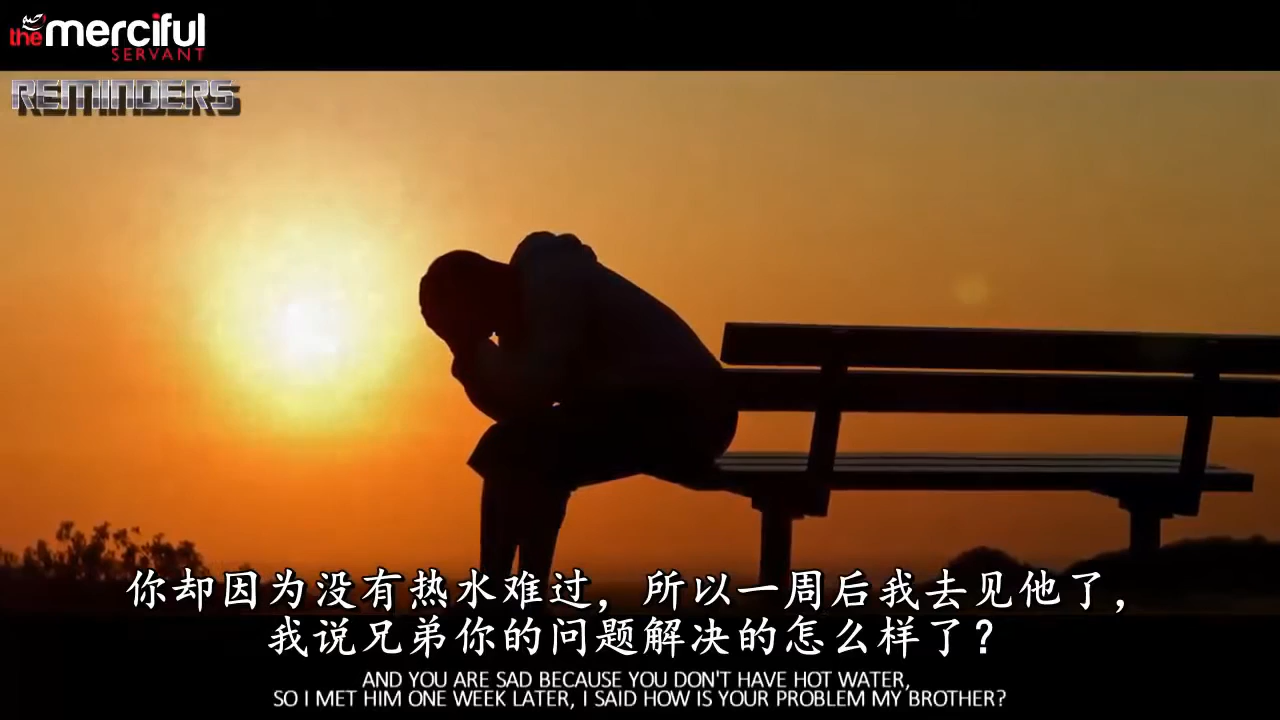 the merciful
SERVANT
REMINDERS
你却因为没有热水难过，所以一周后我去见他了，
我说兄弟你的问题解决的怎么样了？
AND YOU ARE SAD BECAUSE YOU DON'T HAVE HOT WATER,
SO I MET HIM ONE WEEK LATER, I SAID HOW IS YOUR PROBLEM MY BROTHER?